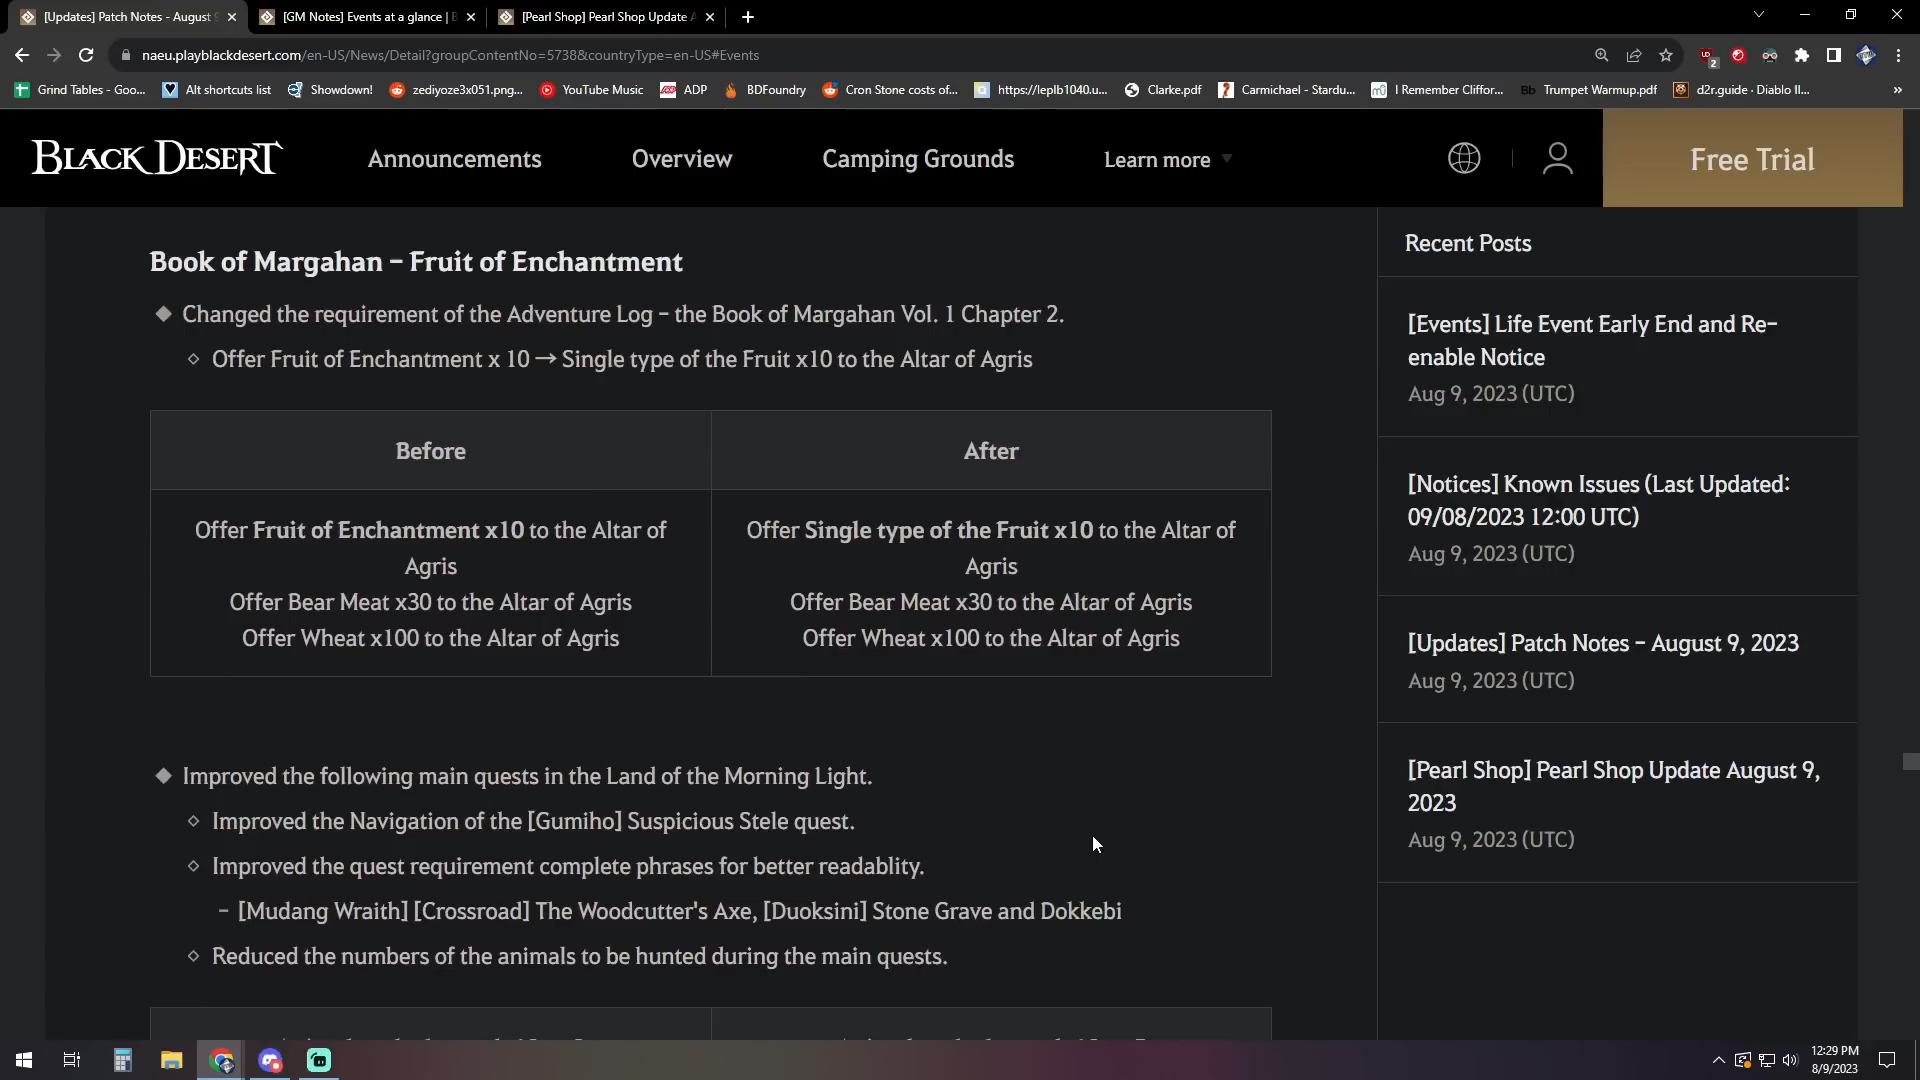 [Updates] Patch Notes - August 9
[GM Notes] Events at a glance | B
[Pearl Shop] Pearl Shop Update A
naeu.playblackdesert.com/en-US/News/Detail?groupContentNo=5738&countryType=en-US#Events
2
Grind Tables - Goo...
Alt shortcuts list
Showdown!
zediyoze3x051.png...
YouTube Music
ADP
BDFoundry
Cron Stone costs of...
https://leplb1040.u...
Clarke.pdf
Carmichael - Stardu...
I Remember Cliffor...
Bb Trumpet Warmup.pdf
d2r.guide · Diablo II...
»
BLACK DESERT
Announcements
Overview
Camping Grounds
Learn more
Free Trial
Book of Margahan – Fruit of Enchantment
Changed the requirement of the Adventure Log – the Book of Margahan Vol. 1 Chapter 2.
Offer Fruit of Enchantment x 10 → Single type of the Fruit x10 to the Altar of Agris
Before
After
Offer Fruit of Enchantment x10 to the Altar of
Agris
Offer Bear Meat x30 to the Altar of Agris
Offer Wheat x100 to the Altar of Agris
Offer Single type of the Fruit x10 to the Altar of
Agris
Offer Bear Meat x30 to the Altar of Agris
Offer Wheat x100 to the Altar of Agris
Improved the following main quests in the Land of the Morning Light.
Improved the Navigation of the [Gumiho] Suspicious Stele quest.
Improved the quest requirement complete phrases for better readablity.
– [Mudang Wraith] [Crossroad] The Woodcutter's Axe, [Duoksini] Stone Grave and Dokkebi
Reduced the numbers of the animals to be hunted during the main quests.
Recent Posts
[Events] Life Event Early End and Re-
enable Notice
Aug 9, 2023 (UTC)
[Notices] Known Issues (Last Updated:
09/08/2023 12:00 UTC)
Aug 9, 2023 (UTC)
[Updates] Patch Notes – August 9, 2023
Aug 9, 2023 (UTC)
[Pearl Shop] Pearl Shop Update August 9,
2023
Aug 9, 2023 (UTC)
12:29 PM
8/9/2023